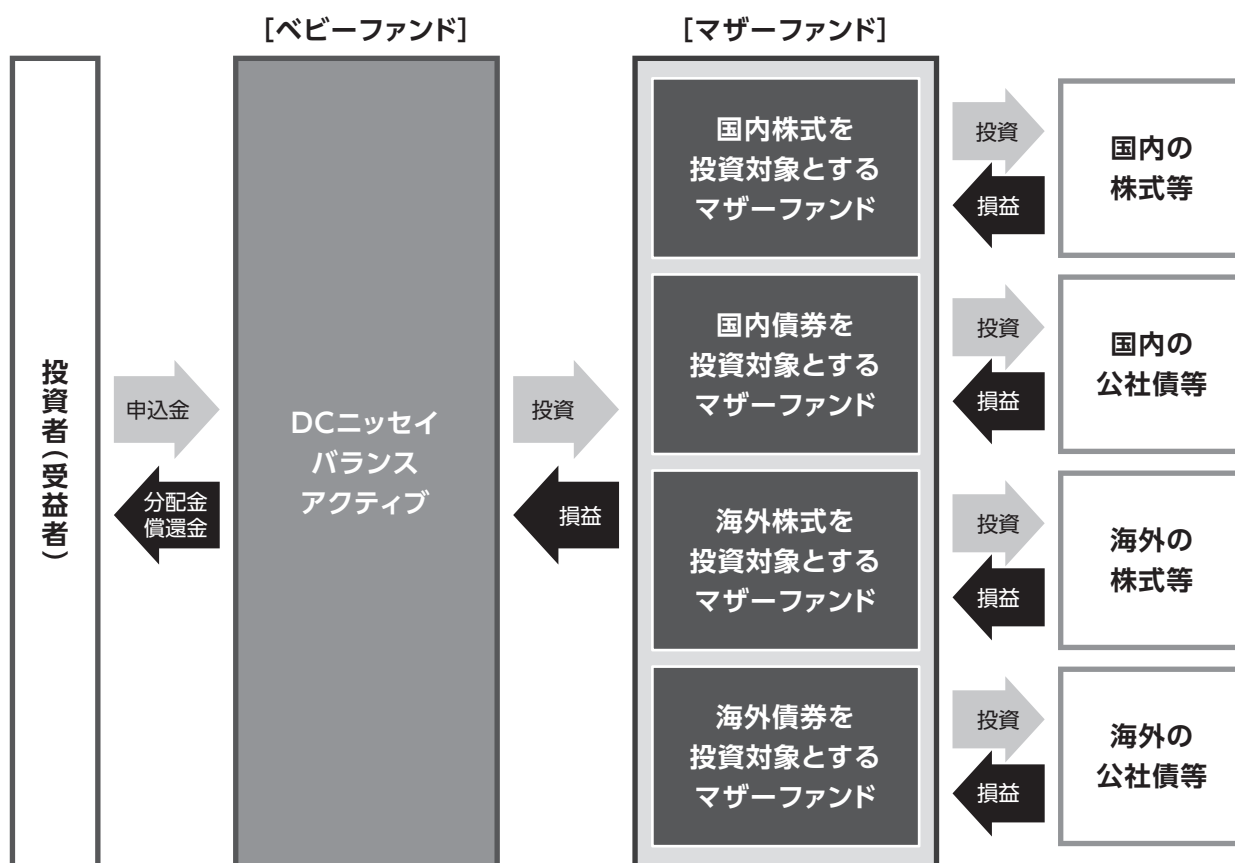 ［ベビーファンド］
［マザーファンド］
投資者（受益者）
申込金
分配金
償還金
DCニッセイ
バランス
アクティブ
投資
損益
国内株式を
投資対象とする
マザーファンド
投資
損益
国内の
株式等
国内債券を
投資対象とする
マザーファンド
投資
損益
国内の
公社債等
海外株式を
投資対象とする
マザーファンド
投資
損益
海外の
株式等
海外債券を
投資対象とする
マザーファンド
投資
損益
海外の
公社債等